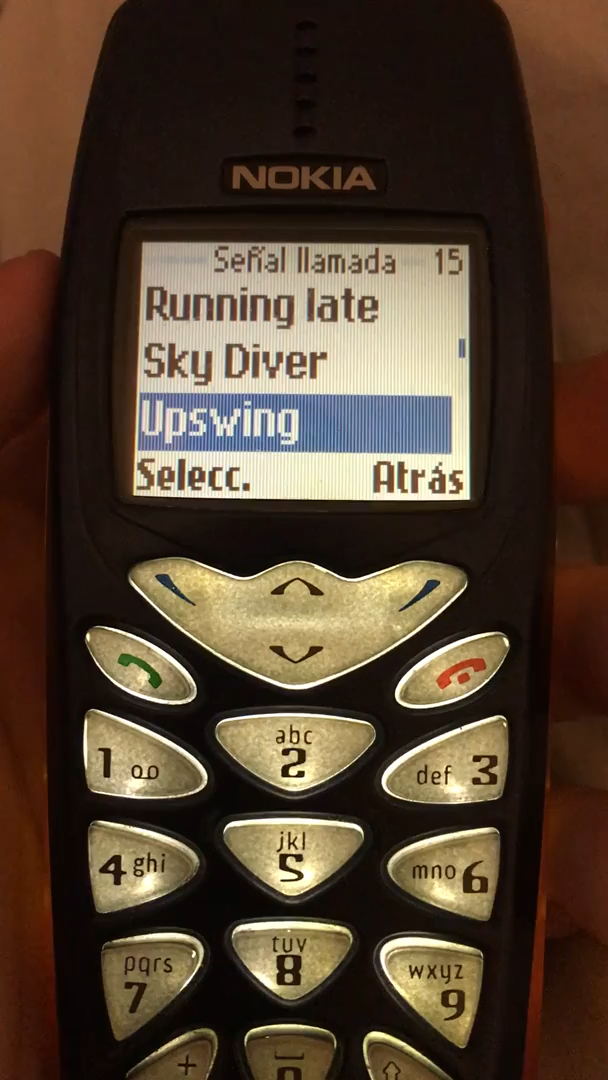 NOKIA
Señal llamada 15
Running late
Sky Diver
Upswing
Selecc. Atrás
1 abc def 3
2
4 ghi jkl mno 6
5
pqrs tuv wxyz
7 8 9
+